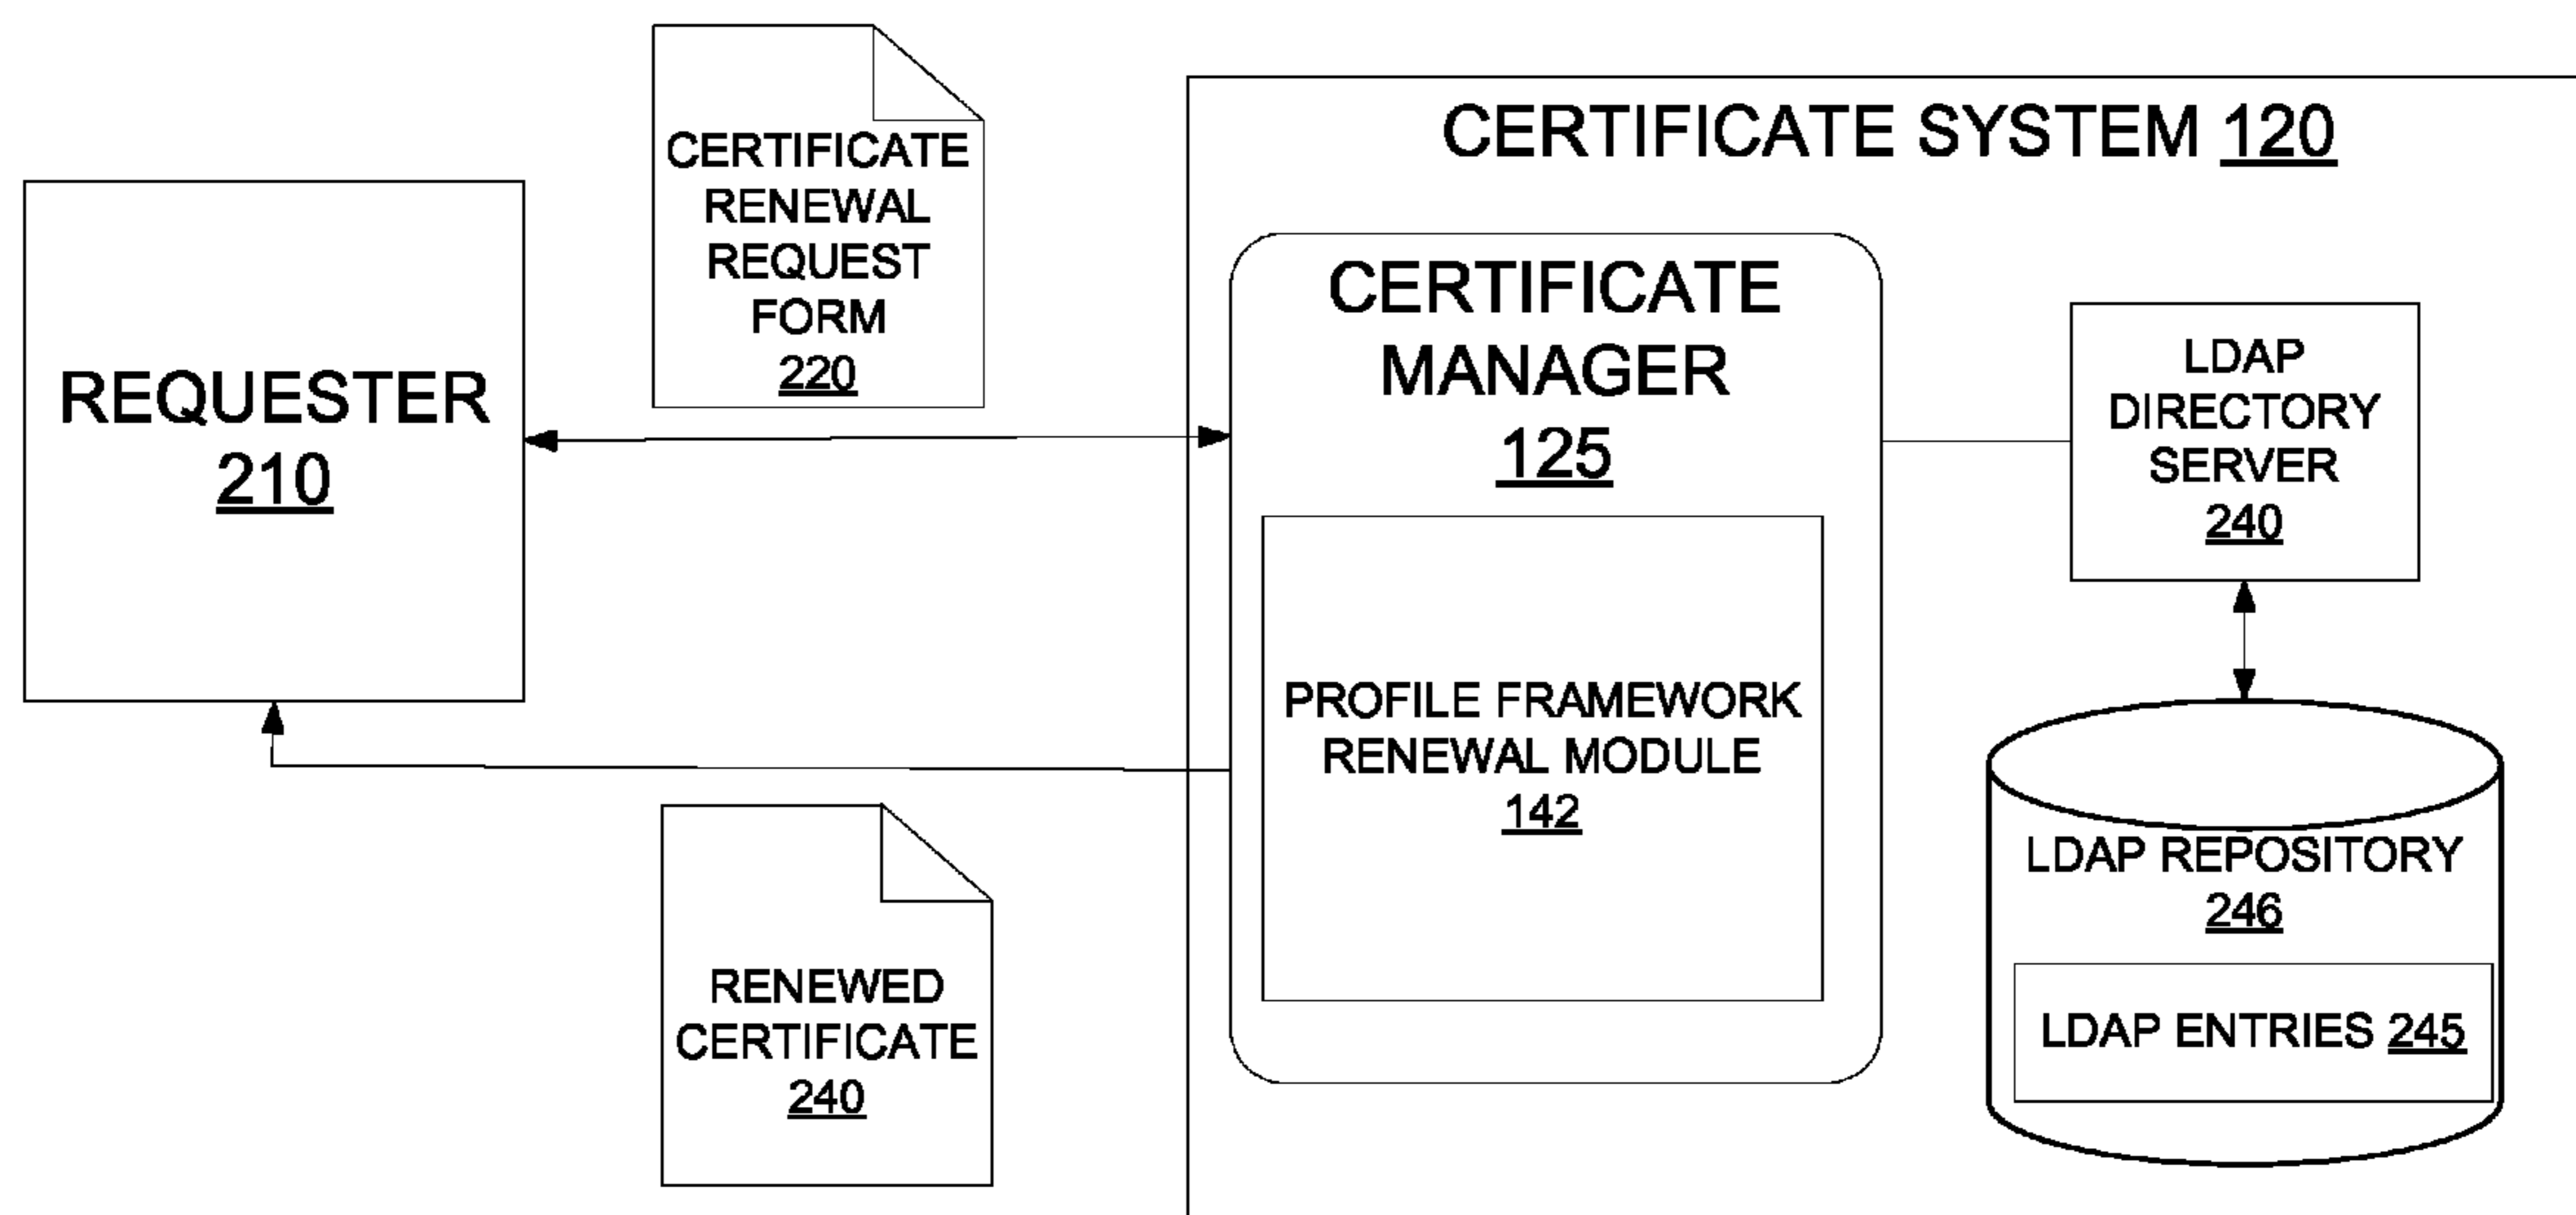 CERTIFICATE
RENEWAL
REQUEST
FORM
220
REQUESTER
210
CERTIFICATE SYSTEM 120
CERTIFICATE
MANAGER
125
PROFILE FRAMEWORK
RENEWAL MODULE
142
LDAP
DIRECTORY
SERVER
240
LDAP REPOSITORY
246
LDAP ENTRIES 245
RENEWED
CERTIFICATE
240